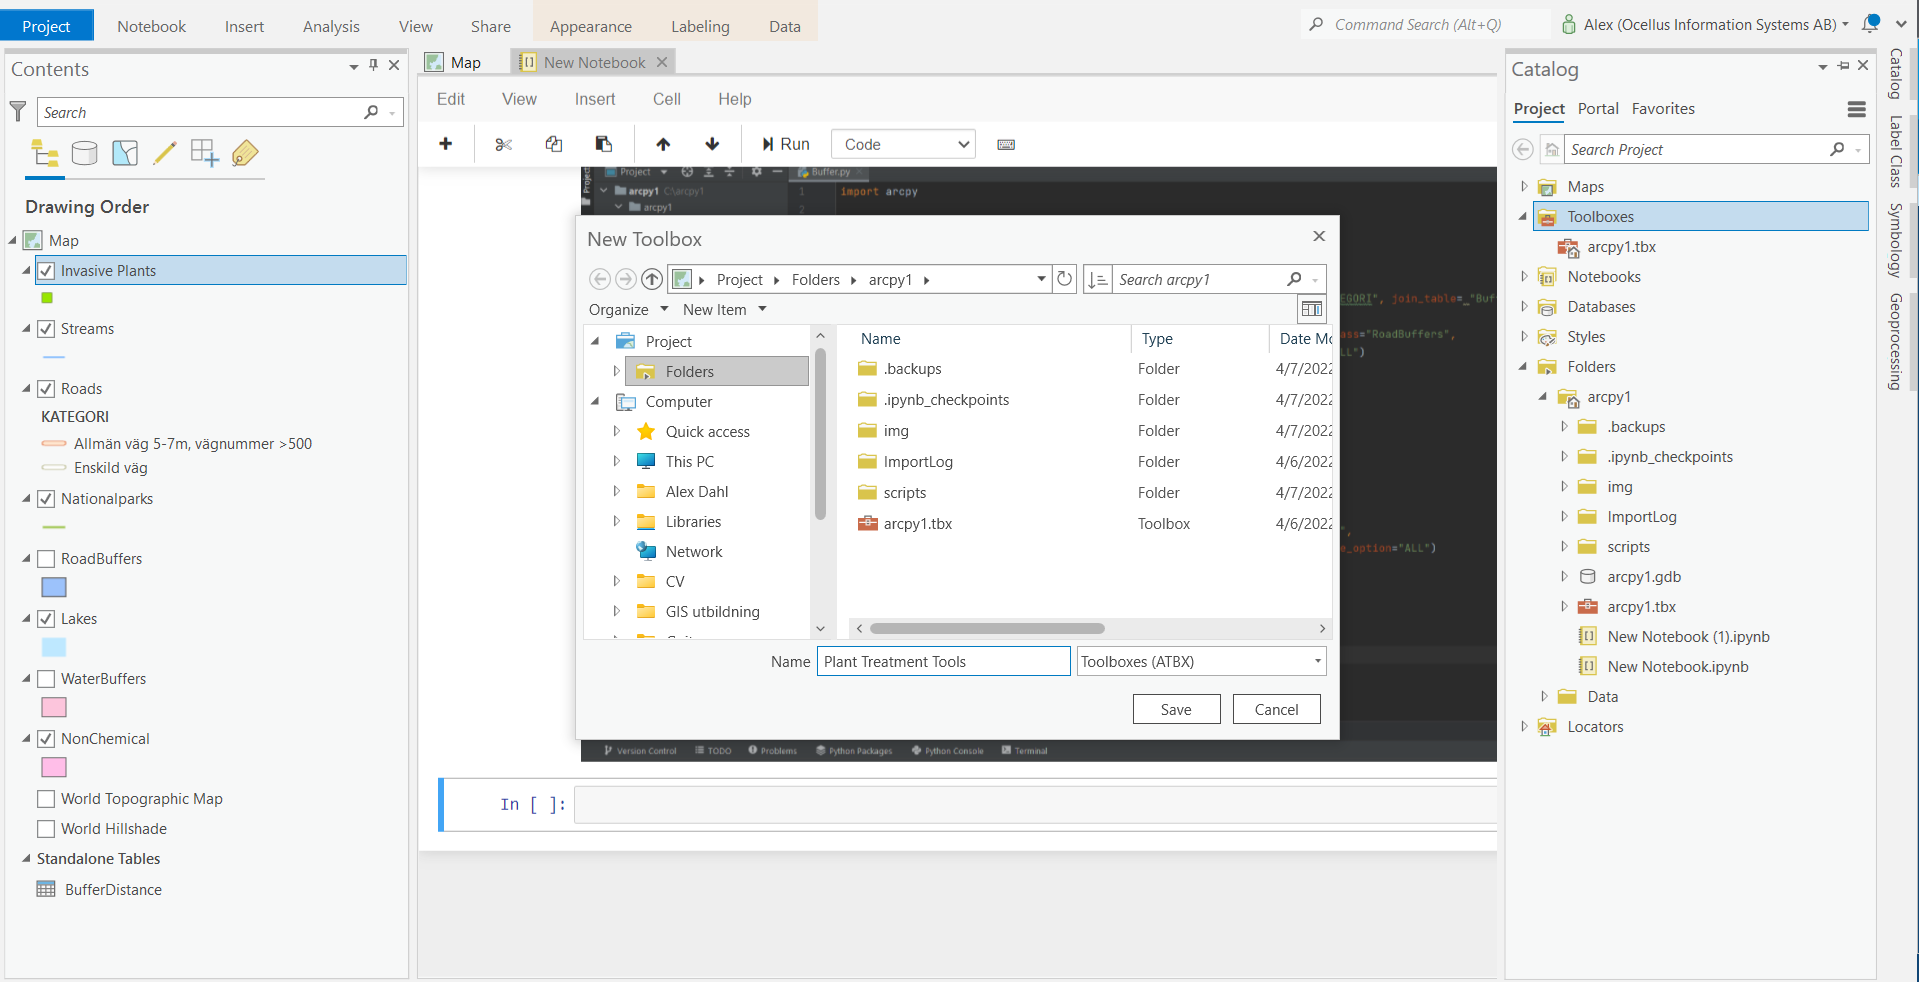 Project Notebook Insert Analysis View Share Appearance Labeling Data
Command Search (Alt+Q)
Alex (Ocellus Information Systems AB)
Contents
Search
Drawing Order
Map
Invasive Plants
Streams
Roads
KATEGORI
Allmän väg 5-7m, vägnummer >500
Enskild väg
Nationalparks
RoadBuffers
Lakes
WaterBuffers
NonChemical
World Topographic Map
World Hillshade
Standalone Tables
BufferDistance
Map
New Notebook
Edit View Insert Cell Help
Run
Code
Project
Buffer.py
arcpy1 C:\arcpy1
1 import arcpy
arcpy1
2
New Toolbox
Project Folders arcpy1
Search arcpy1
Organize New Item
Project
Folders
Computer
Quick access
This PC
Alex Dahl
Libraries
Network
CV
GIS utbildning
Name Type Date Mo
.backups Folder 4/7/2022
.ipynb_checkpoints Folder 4/7/2022
img Folder 4/7/2022
ImportLog Folder 4/6/2022
scripts Folder 4/7/2022
arcpy1.tbx Toolbox 4/6/2022
Name Plant Treatment Tools Toolboxes (ATBX)
Save Cancel
EGORI", join_table="Buf
ass="RoadBuffers",
LL")
e_option="ALL")
Version Control TODO Problems Python Packages Python Console Terminal
In [ ]:
Catalog
Project Portal Favorites
Search Project
Maps
Toolboxes
arcpy1.tbx
Notebooks
Databases
Styles
Folders
arcpy1
.backups
.ipynb_checkpoints
img
ImportLog
scripts
arcpy1.gdb
arcpy1.tbx
New Notebook (1).ipynb
New Notebook.ipynb
Data
Locators
Catalog
Label Class
Symbology
Geoprocessing